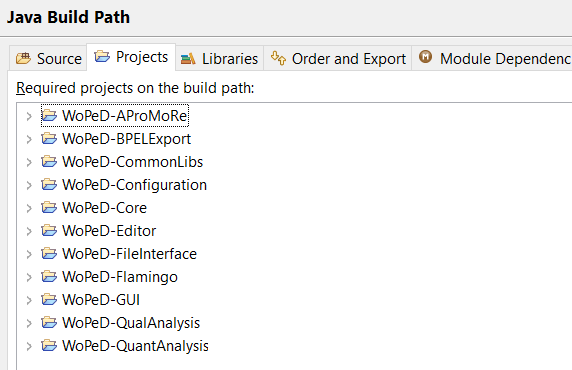 Java Build Path
Source Projects Libraries Order and Export Module Dependenc
Required projects on the build path:
WoPeD-AProMoRe
WoPeD-BPELExport
WoPeD-CommonLibs
WoPeD-Configuration
WoPeD-Core
WoPeD-Editor
WoPeD-FileInterface
WoPeD-Flamingo
WoPeD-GUI
WoPeD-QualAnalysis
WoPeD-QuantAnalysis